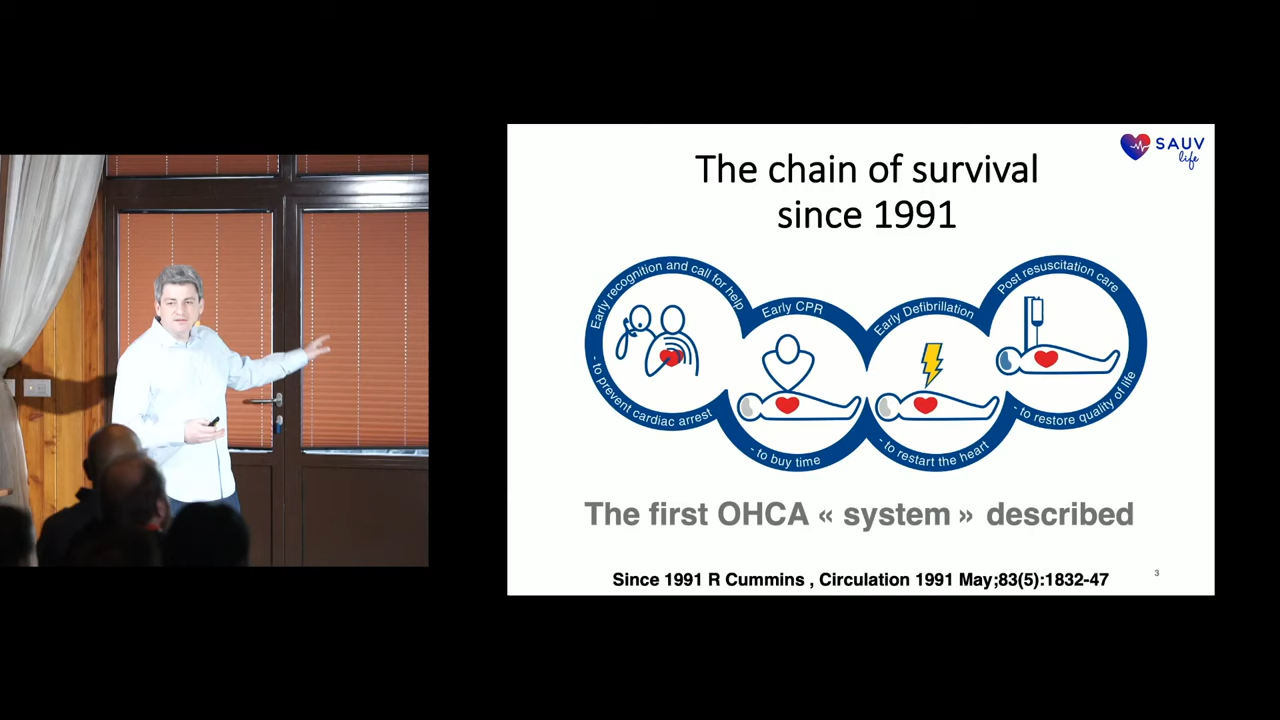 SAUV
life
The chain of survival
since 1991
Early recognition and call for help
- to prevent cardiac arrest
Early CPR
- to buy time
Early Defibrillation
- to restart the heart
Post resuscitation care
- to restore quality of life
The first OHCA « system » described
Since 1991 R Cummins , Circulation 1991 May;83(5):1832-47
3